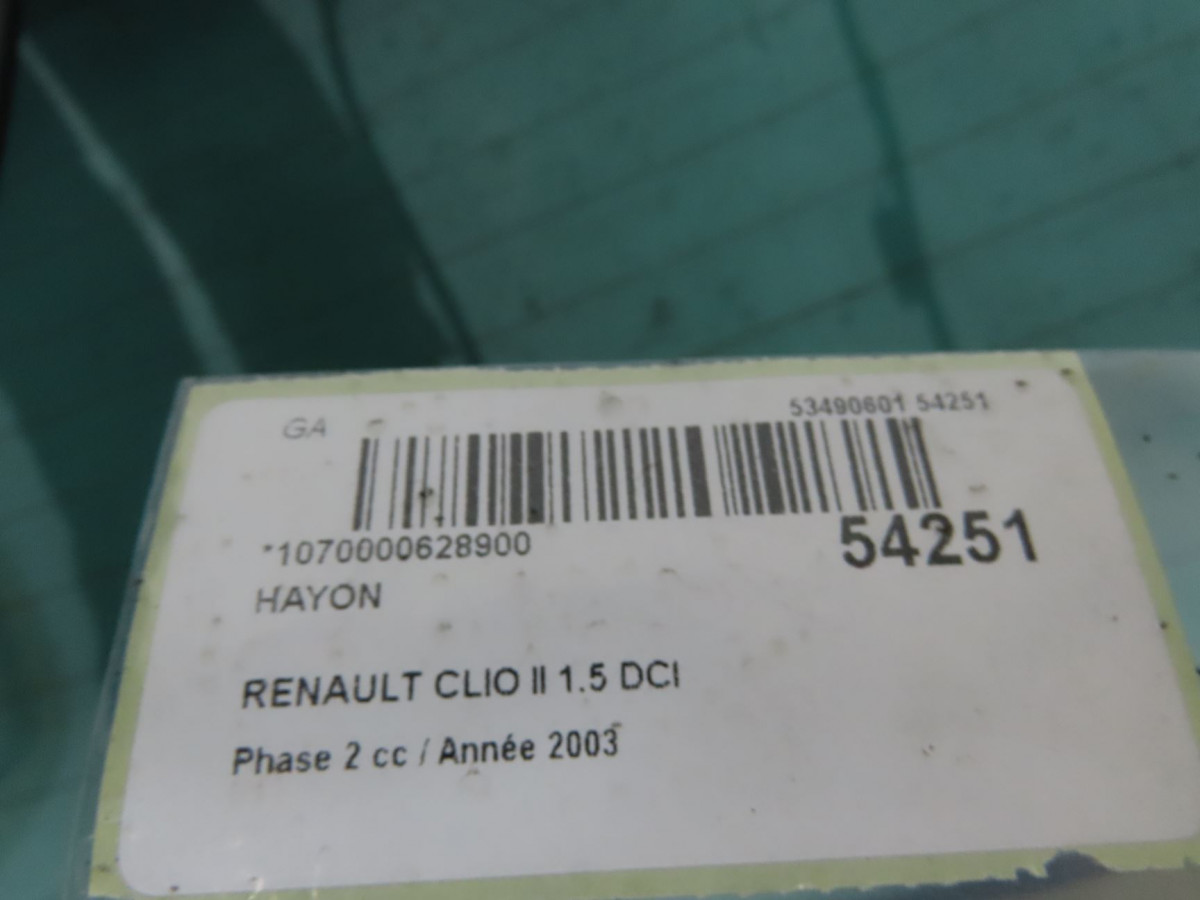 GA
53490601 54251
*1070000628900
54251
HAYON
RENAULT CLIO II 1.5 DCI
Phase 2 cc / Année 2003